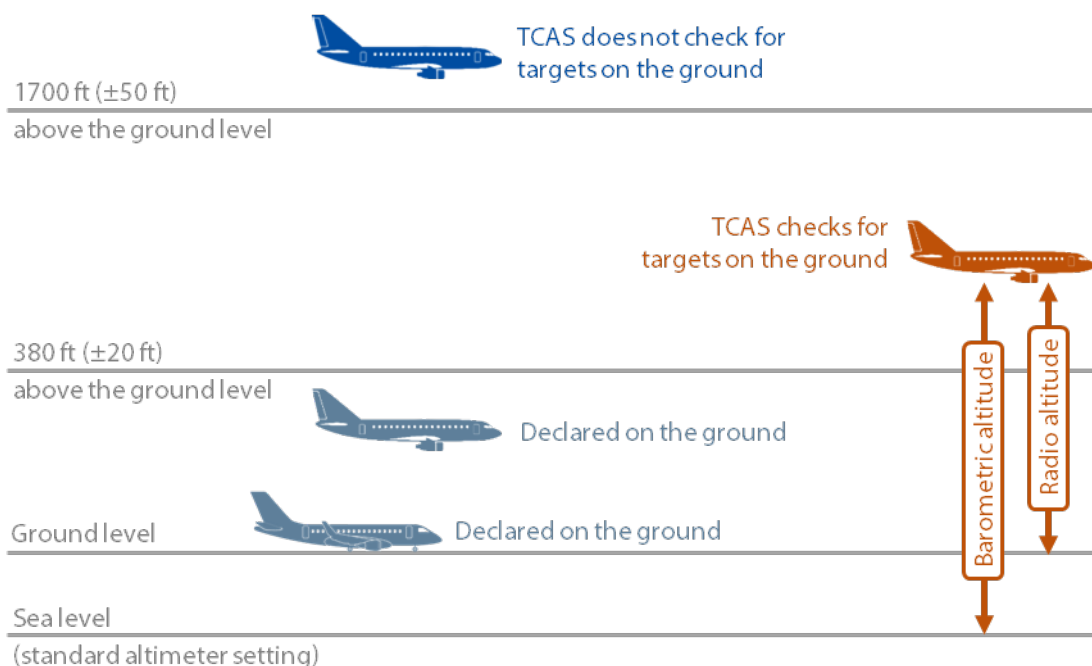 TCAS does not check for
targets on the ground
1700 ft (±50 ft)
above the ground level
TCAS checks for
targets on the ground
380 ft (±20 ft)
above the ground level
Declared on the ground
Barometric altitude
Radio altitude
Ground level
Declared on the ground
Sea level
(standard altimeter setting)